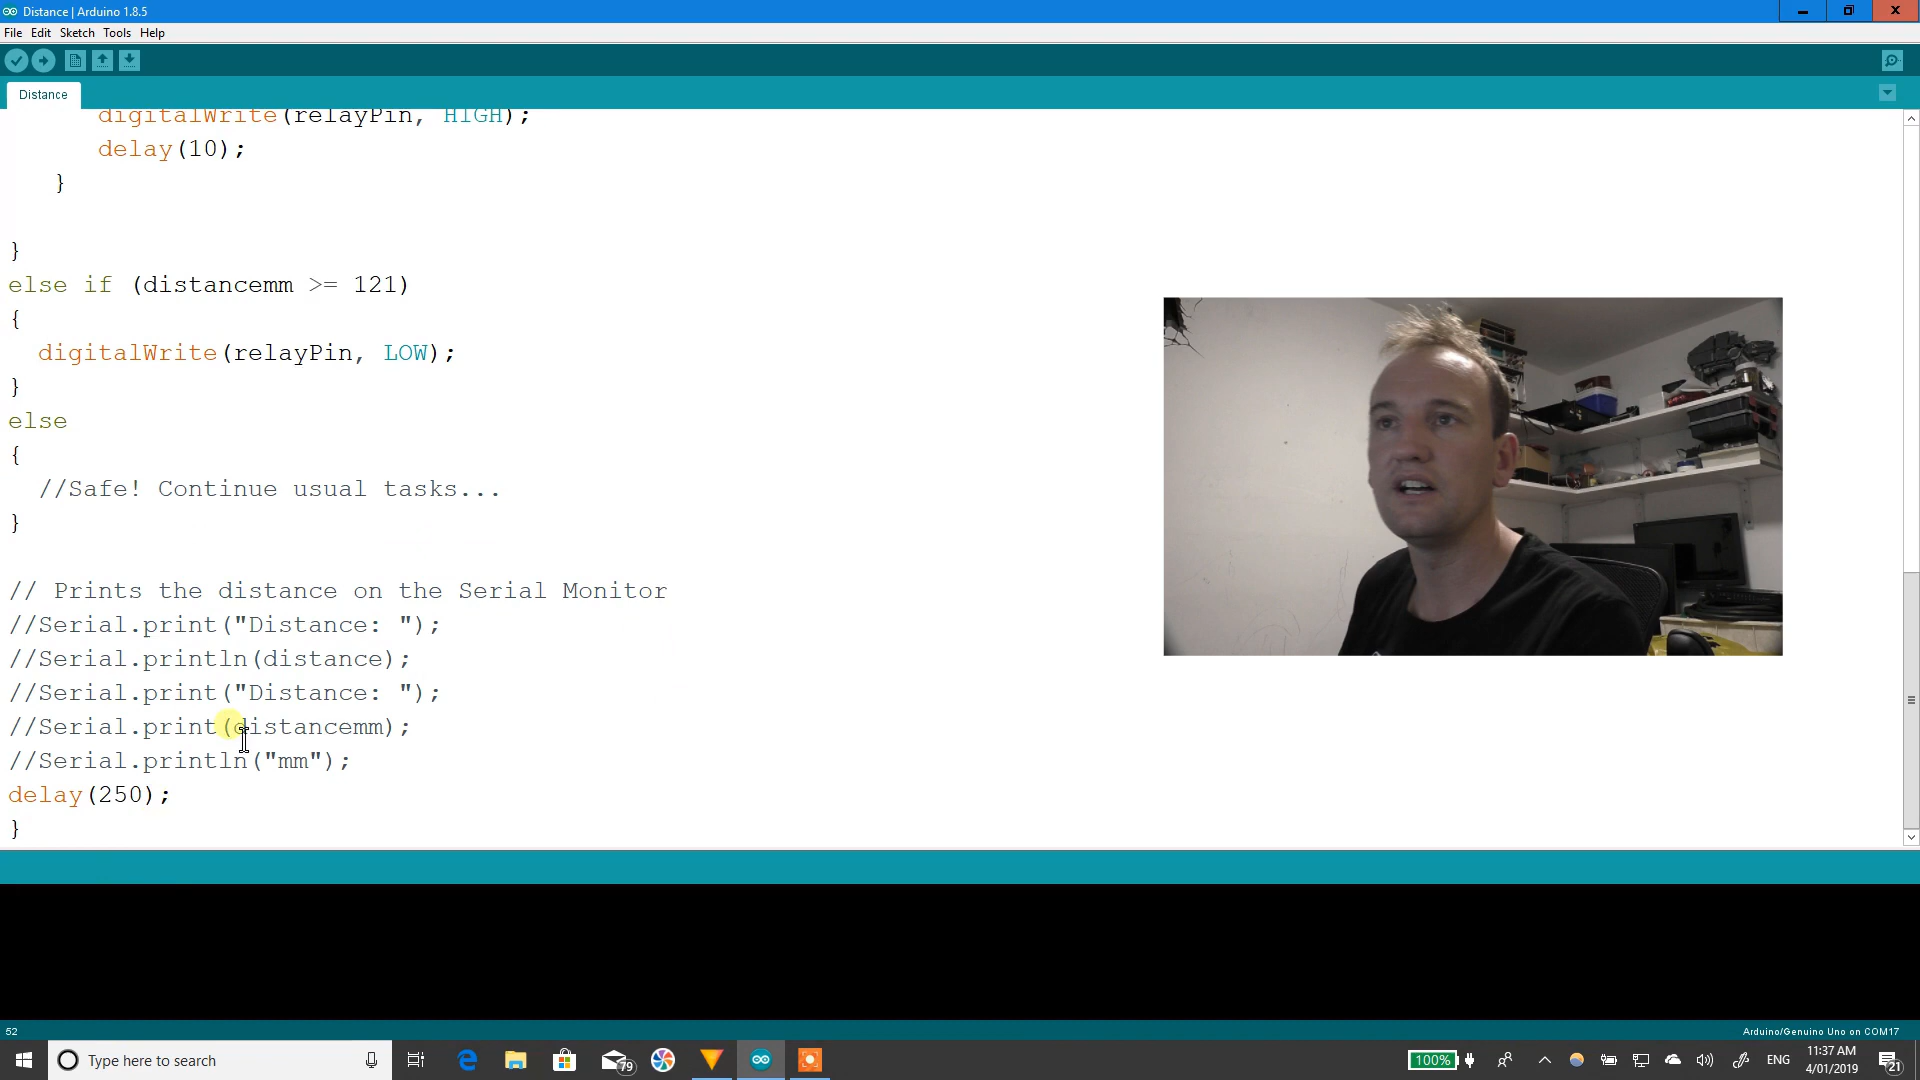 Distance | Arduino 1.8.5
File Edit Sketch Tools Help
Distance
digitalWrite(relayPin, HIGH);
delay(10);
}
}
else if (distancemm >= 121)
{
digitalWrite(relayPin, LOW);
}
else
{
//Safe! Continue usual tasks...
}
// Prints the distance on the Serial Monitor
//Serial.print("Distance: ");
//Serial.println(distance);
//Serial.print("Distance: ");
//Serial.print(distancemm);
//Serial.println("mm");
delay(250);
}
52
Arduino/Genuino Uno on COM17
Type here to search
79
100%
ENG
11:37 AM
4/01/2019
21